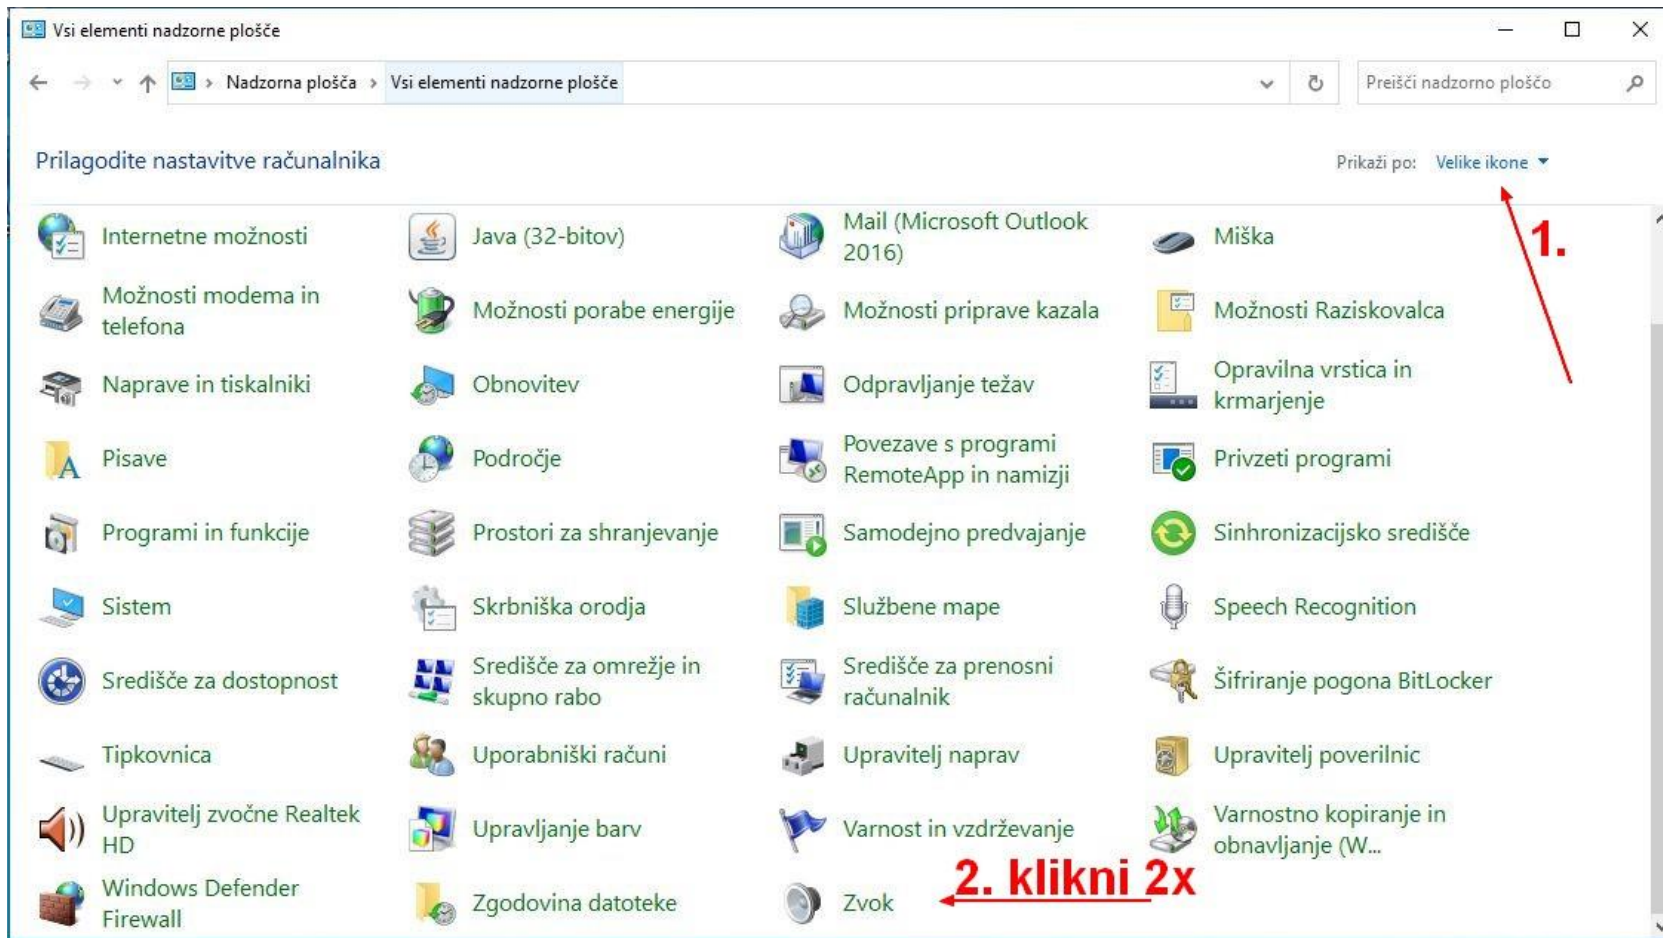 Vsi elementi nadzorne plošče
Nadzorna plošča
Vsi elementi nadzorne plošče
Preišči nadzorno ploščo
Prilagodite nastavitve računalnika
Prikaži po:
Velike ikone
1.
Internetne možnosti
Java (32-bitov)
Mail (Microsoft Outlook
2016)
Miška
Možnosti modema in
telefona
Možnosti porabe energije
Možnosti priprave kazala
Možnosti Raziskovalca
Naprave in tiskalniki
Obnovitev
Odpravljanje težav
Opravilna vrstica in
krmarjenje
Pisave
Področje
Povezave s programi
RemoteApp in namizji
Privzeti programi
Programi in funkcije
Prostori za shranjevanje
Samodejno predvajanje
Sinhronizacijsko središče
Sistem
Skrbniška orodja
Službene mape
Speech Recognition
Središče za dostopnost
Središče za omrežje in
skupno rabo
Središče za prenosni
računalnik
Šifriranje pogona BitLocker
Tipkovnica
Uporabniški računi
Upravitelj naprav
Upravitelj poverilnic
Upravitelj zvočne Realtek
HD
Upravljanje barv
Varnost in vzdrževanje
Varnostno kopiranje in
obnavljanje (W...
Windows Defender
Firewall
Zgodovina datoteke
Zvok
2. klikni 2x